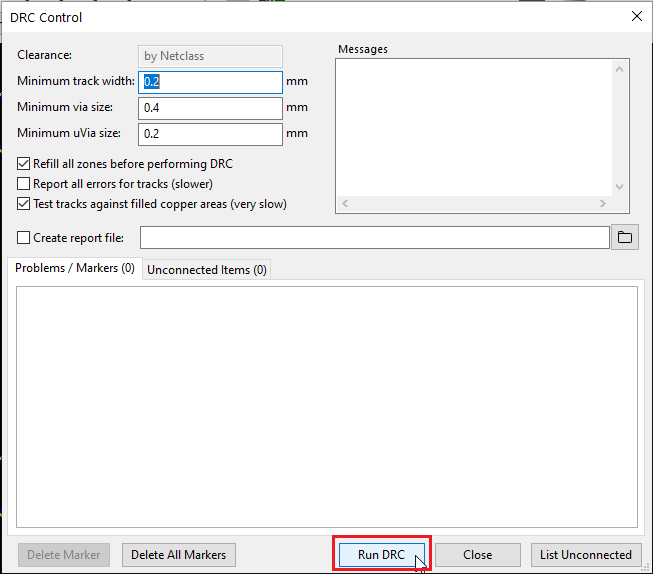 DRC Control
Clearance: by Netclass
Messages
Minimum track width: 0.2 mm
Minimum via size: 0.4 mm
Minimum uVia size: 0.2 mm
Refill all zones before performing DRC
Report all errors for tracks (slower)
Test tracks against filled copper areas (very slow)
Create report file:
Problems / Markers (0) Unconnected Items (0)
Delete Marker Delete All Markers Run DRC Close List Unconnected